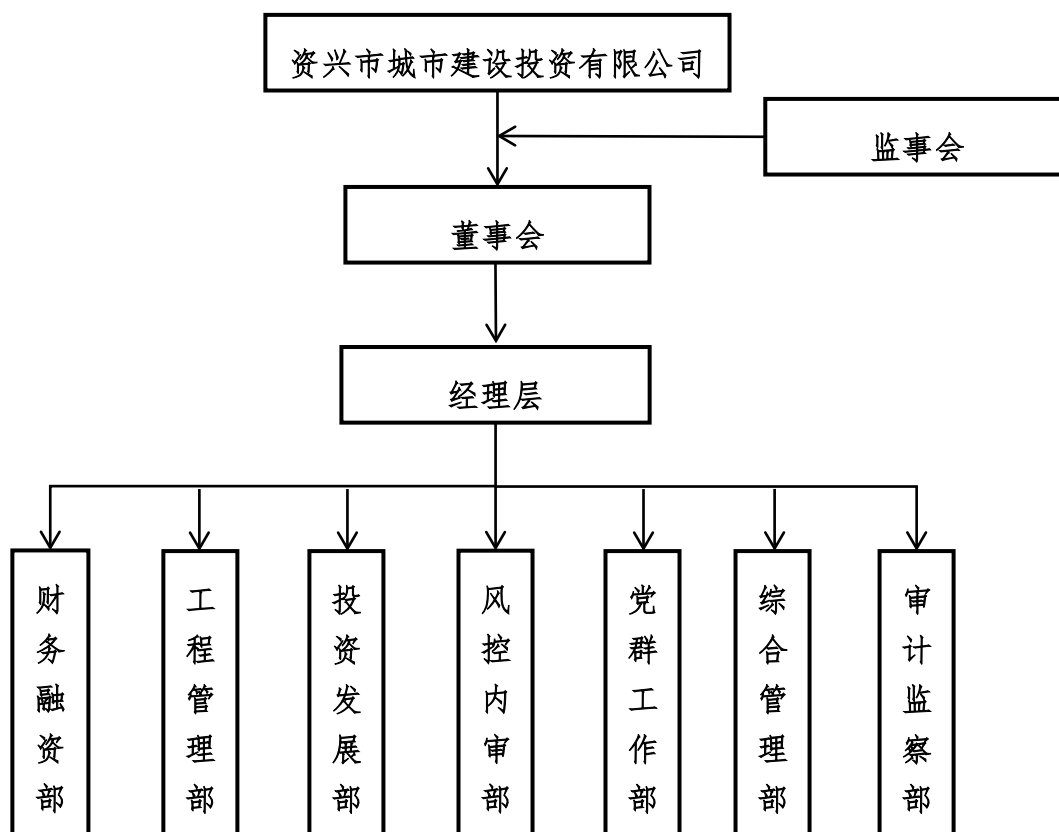 资兴市城市建设投资有限公司
监事会
董事会
经理层
财务融资部
工程管理部
投资发展部
风控内审部
党群工作部
综合管理部
审计监察部